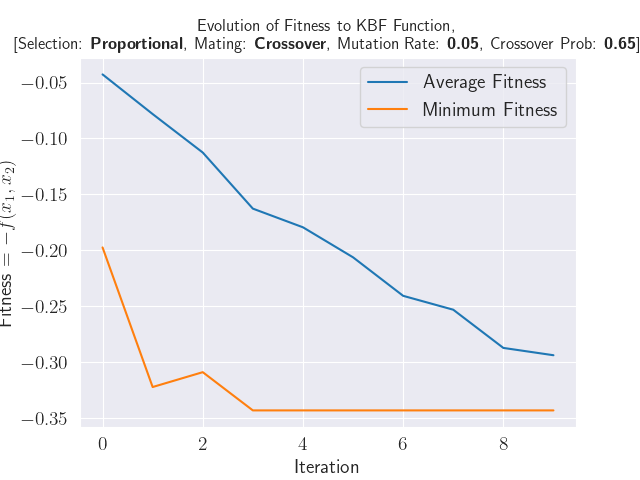 Evolution of Fitness to KBF Function,
[Selection: Proportional, Mating: Crossover, Mutation Rate: 0.05, Crossover Prob: 0.65]
Average Fitness
Minimum Fitness
−0.05
−0.10
−0.15
−0.20
−0.25
−0.30
−0.35
Fitness = −f(x₁, x₂)
0 2 4 6 8
Iteration